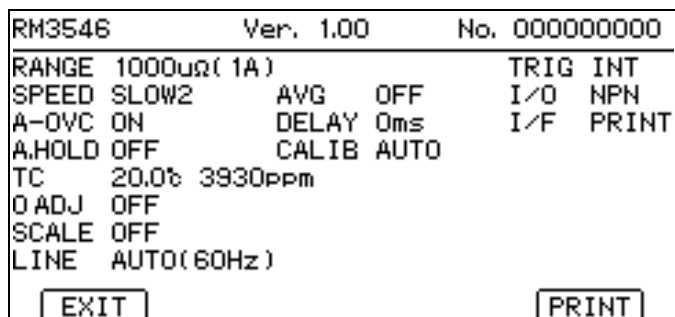 RM3546 Ver. 1.00 No. 000000000
RANGE 1000uΩ( 1A) TRIG INT
SPEED SLOW2 AVG OFF I/O NPN
A-OVC ON DELAY 0ms I/F PRINT
A.HOLD OFF CALIB AUTO
TC 20.0℃ 3930ppm
0 ADJ OFF
SCALE OFF
LINE AUTO(60Hz)
EXIT PRINT